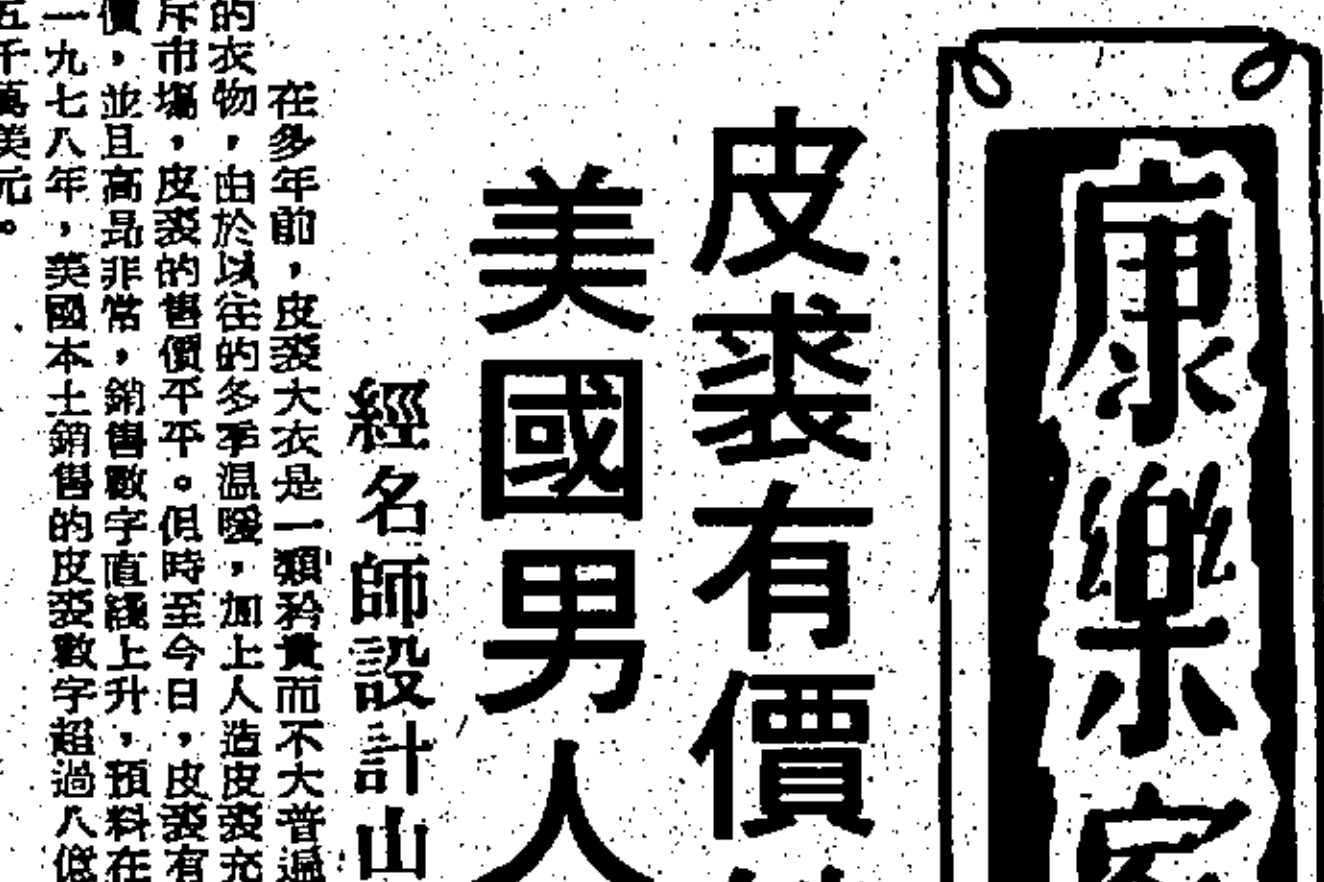 康樂家
皮裘有價
美國男人
經名師設計山
在多年前，皮裘大衣是一類矜貴而不大普遍
的衣物，由於以往的冬季温暖，加上人造皮裘充
斥市塲，皮裘的售價平平。但時至今日，皮裘有
價，並且高昂非常，銷售數字直綫上升，預料在
一九七八年，美國本土銷售的皮裘數字超過八億
五千萬美元。